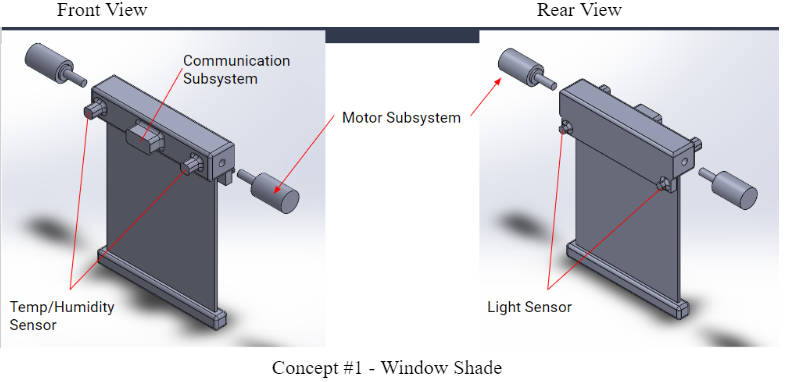 Front View
Rear View
Communication
Subsystem
Motor Subsystem
Temp/Humidity
Sensor
Light Sensor
Concept #1 - Window Shade